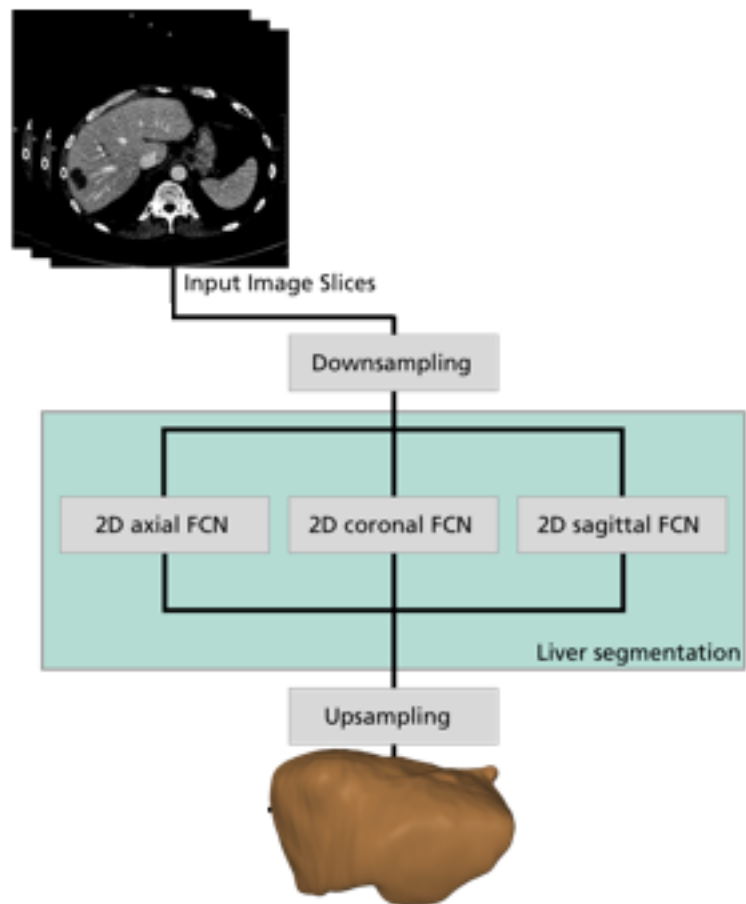 Input Image Slices
Downsampling
2D axial FCN
2D coronal FCN
2D sagittal FCN
Liver segmentation
Upsampling